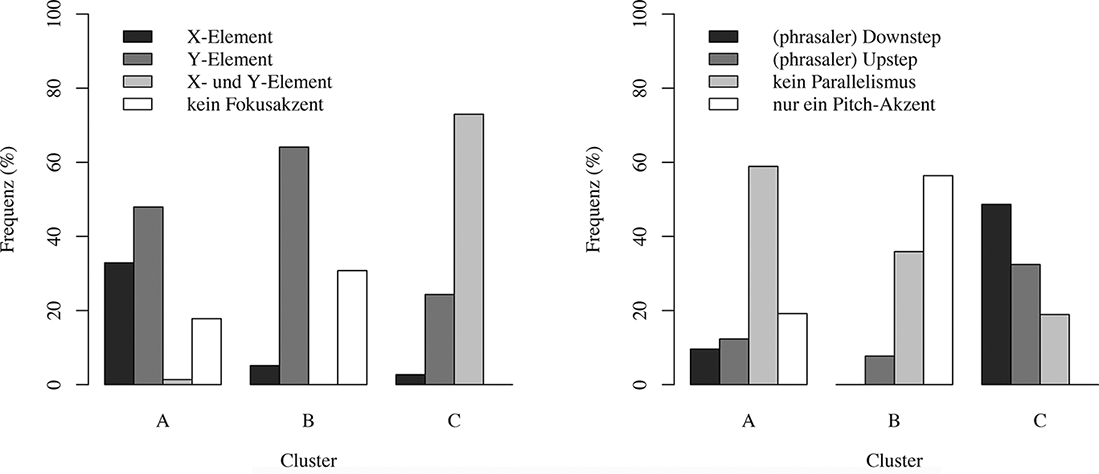 100
80
60
40
20
0
Frequenz (%)
X-Element
Y-Element
X- und Y-Element
kein Fokusakzent
A B C
Cluster
100
80
60
40
20
0
Frequenz (%)
(phrasaler) Downstep
(phrasaler) Upstep
kein Parallelismus
nur ein Pitch-Akzent
A B C
Cluster